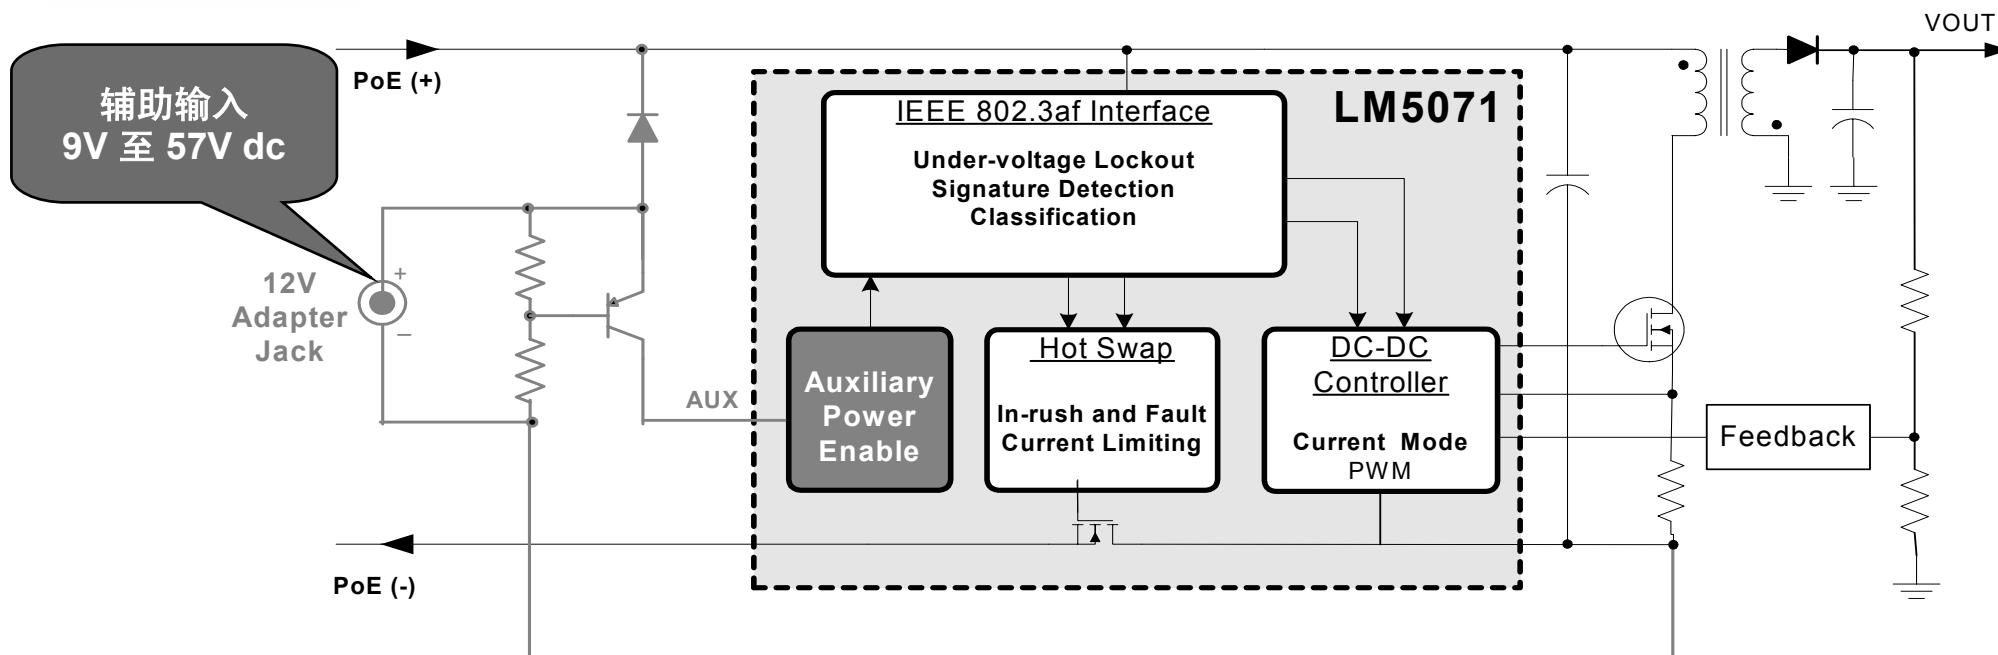 VOUT
PoE (+)
辅助输入
9V 至 57V dc
LM5071
IEEE 802.3af Interface
Under-voltage Lockout
Signature Detection
Classification
+
12V
Adapter
Jack
–
AUX
Auxiliary
Power
Enable
Hot Swap
In-rush and Fault
Current Limiting
DC-DC
Controller
Current Mode
PWM
Feedback
PoE (-)